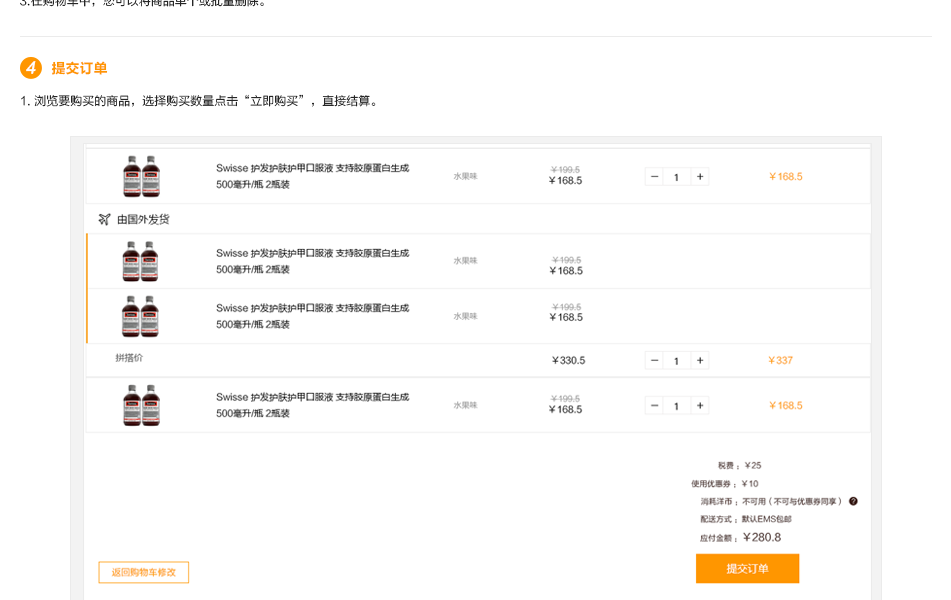 3.在购物车中，您可以将商品单个或批量删除。
4 提交订单
1. 浏览要购买的商品，选择购买数量点击“立即购买”，直接结算。
Swisse 护发护肤护甲口服液 支持胶原蛋白生成
500毫升/瓶 2瓶装
水果味
￥199.5
￥168.5
− 1 +
￥168.5
由国外发货
Swisse 护发护肤护甲口服液 支持胶原蛋白生成
500毫升/瓶 2瓶装
水果味
￥199.5
￥168.5
Swisse 护发护肤护甲口服液 支持胶原蛋白生成
500毫升/瓶 2瓶装
水果味
￥199.5
￥168.5
拼搭价
￥330.5
− 1 +
￥337
Swisse 护发护肤护甲口服液 支持胶原蛋白生成
500毫升/瓶 2瓶装
水果味
￥199.5
￥168.5
− 1 +
￥168.5
税费：￥25
使用优惠券：￥10
消耗洋币：不可用（不可与优惠券同享） ?
配送方式：默认EMS包邮
应付金额：￥280.8
返回购物车修改
提交订单